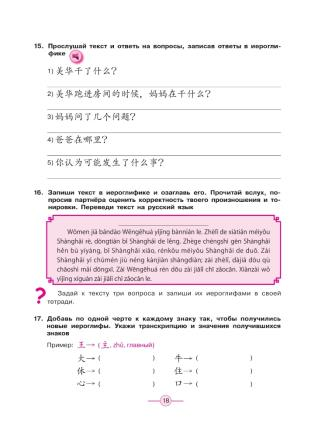 15. Прослушай текст и ответь на вопросы, записав ответы в иерогли-
фике
1) 美华干了什么?
2) 美华跑进房间的时候, 妈妈在干什么?
3) 妈妈问了几个问题?
4) 爸爸在哪里?
5) 你认为可能发生了什么事?
16. Запиши текст в иероглифике и озаглавь его. Прочитай вслух, по-
просив партнёра оценить корректность твоего произношения и то-
нировки. Переведи текст на русский язык
Wǒmen jiā bāndào Wēngēhuá yǐjīng bànnián le. Zhèlǐ de xiàtiān méiyǒu
Shànghǎi rè, dōngtiān bǐ Shànghǎi de lěng. Zhège chéngshì gēn Shànghǎi
hěn bù yíyàng, bǐ Shànghǎi xiǎo, rénkǒu méiyǒu Shànghǎi de duō. Zài
Shànghǎi yí chūmén jiù néng kànjiàn shāngdiàn; zài zhèlǐ, dàjiā dōu qù
chāoshì mǎi dōngxī. Zài Wēngēhuá rén dōu zài jiālǐ chī zǎocān. Xiànzài wǒ
yǐjīng xíguàn zài jiālǐ chī zǎocān le.
? Задай к тексту три вопроса и запиши их иероглифами в своей
тетради.
17. Добавь по одной черте к каждому знаку так, чтобы получились
новые иероглифы. Укажи транскрипцию и значения получившихся
знаков
Пример: 王→ (主, zhǔ, главный)
大→ ( ) 牛→ ( )
休→ ( ) 住→ ( )
心→ ( ) 口→ ( )
18